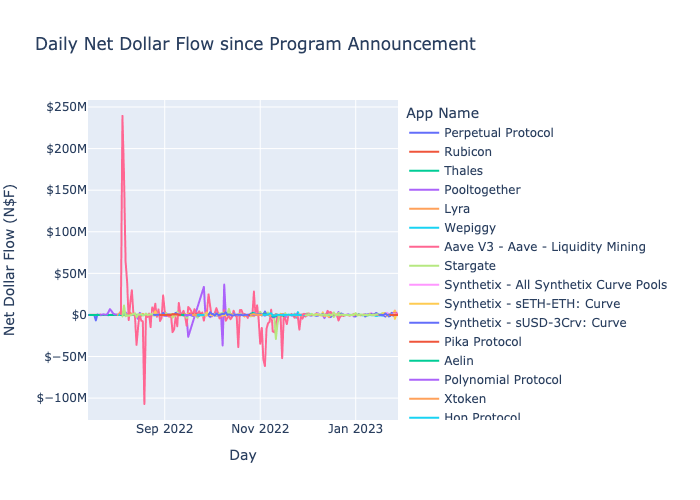 Daily Net Dollar Flow since Program Announcement
Net Dollar Flow (N$F)
$250M
$200M
$150M
$100M
$50M
$0
$−50M
$−100M
Sep 2022
Nov 2022
Jan 2023
Day
App Name
Perpetual Protocol
Rubicon
Thales
Pooltogether
Lyra
Wepiggy
Aave V3 - Aave - Liquidity Mining
Stargate
Synthetix - All Synthetix Curve Pools
Synthetix - sETH-ETH: Curve
Synthetix - sUSD-3Crv: Curve
Pika Protocol
Aelin
Polynomial Protocol
Xtoken
Hop Protocol